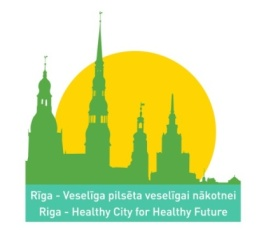 Rīga - Veselīga pilsēta veselīgai nākotnei
Riga - Healthy City for Healthy Future